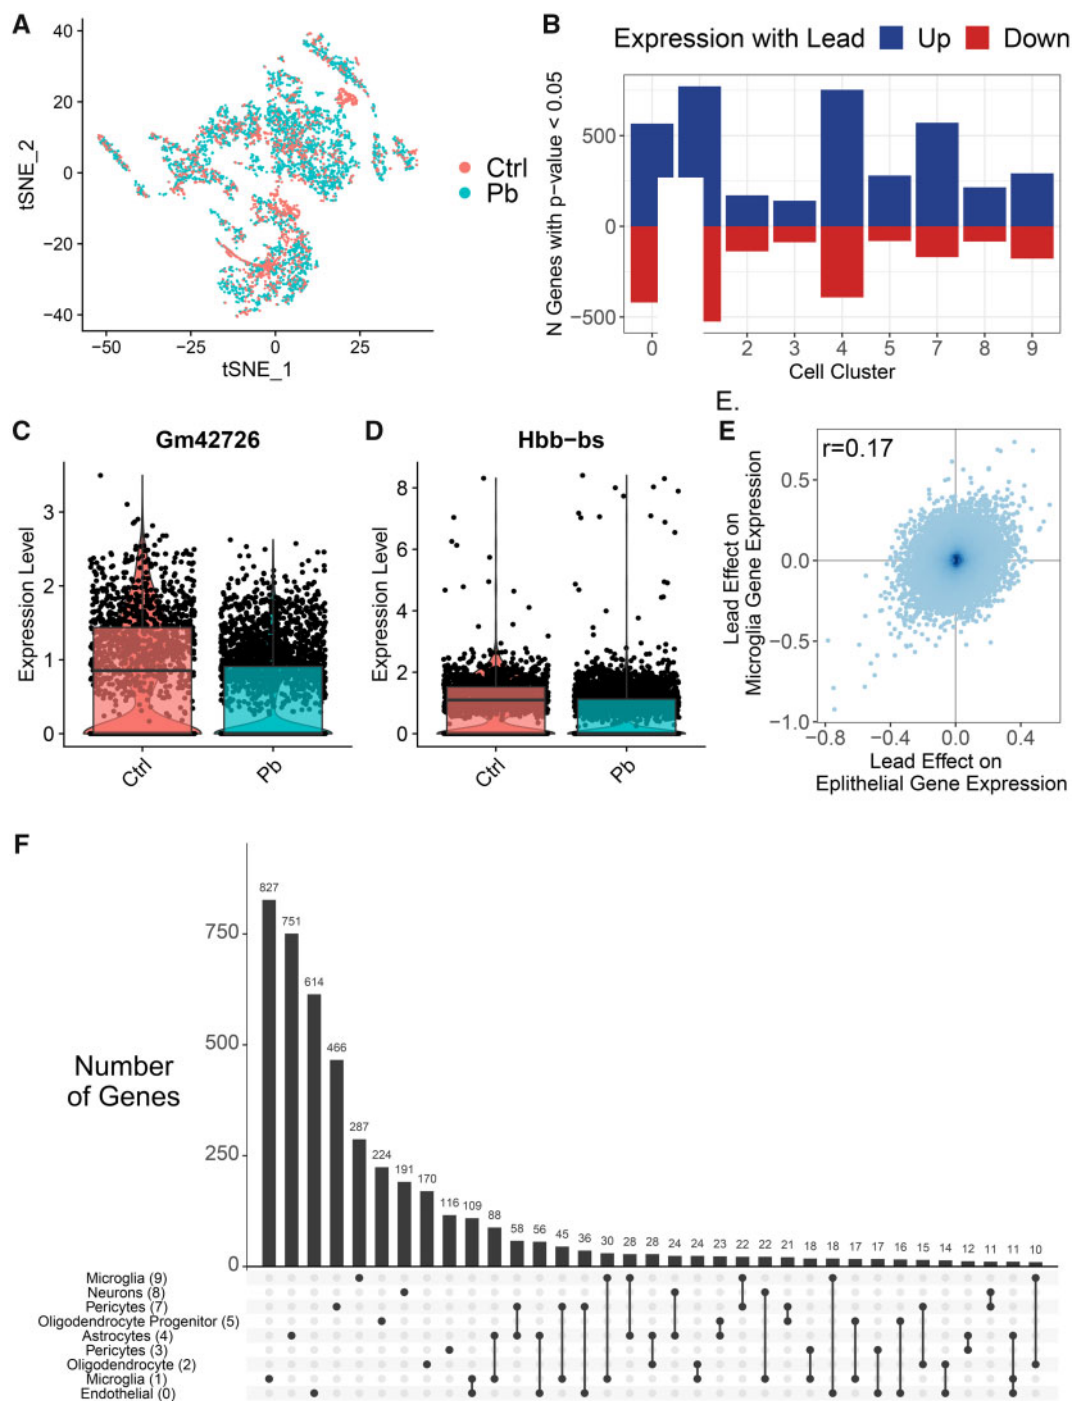 A
tSNE_2
40
20
0
−20
−40
−50
−25
0
25
tSNE_1
Ctrl
Pb
B
Expression with Lead
Up
Down
N Genes with p-value < 0.05
500
0
−500
0
2
3
4
5
7
8
9
Cell Cluster
C
Gm42726
Expression Level
3
2
1
0
Ctrl
Pb
D
Hbb−bs
Expression Level
8
6
4
2
0
Ctrl
Pb
E.
E
r=0.17
Lead Effect on
Microglia Gene Expression
0.5
0.0
−0.5
−1.0
−0.8
−0.4
0.0
0.4
Lead Effect on
Eplithelial Gene Expression
F
Number
of Genes
750
500
250
0
827
751
614
466
287
224
191
170
116
109
88
58
56
45
36
30
28
28
24
24
23
22
22
21
18
18
17
17
16
15
14
12
11
11
10
Microglia (9)
Neurons (8)
Pericytes (7)
Oligodendrocyte Progenitor (5)
Astrocytes (4)
Pericytes (3)
Oligodendrocyte (2)
Microglia (1)
Endothelial (0)